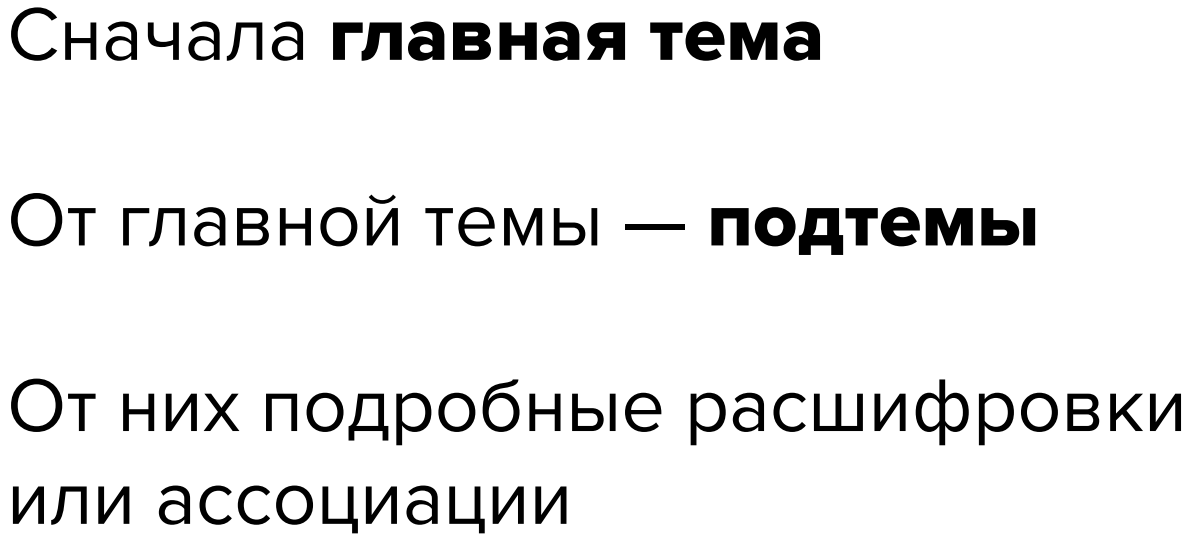 Сначала главная тема
От главной темы — подтемы
От них подробные расшифровки
или ассоциации